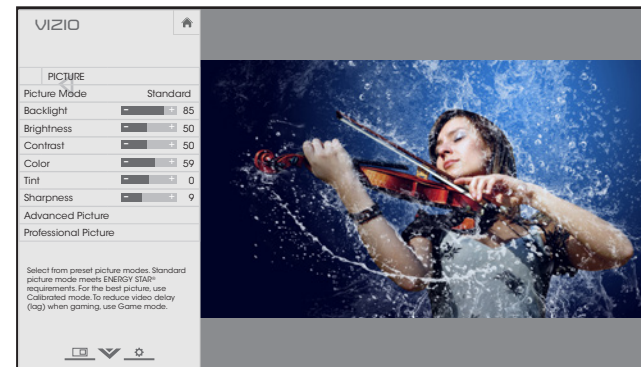 VIZIO
PICTURE
Picture Mode Standard
Backlight - + 85
Brightness - + 50
Contrast - + 50
Color - + 59
Tint - + 0
Sharpness - + 9
Advanced Picture
Professional Picture
Select from preset picture modes. Standard
picture mode meets ENERGY STAR®
requirements. For the best picture, use
Calibrated mode. To reduce video delay
(lag) when gaming, use Game mode.